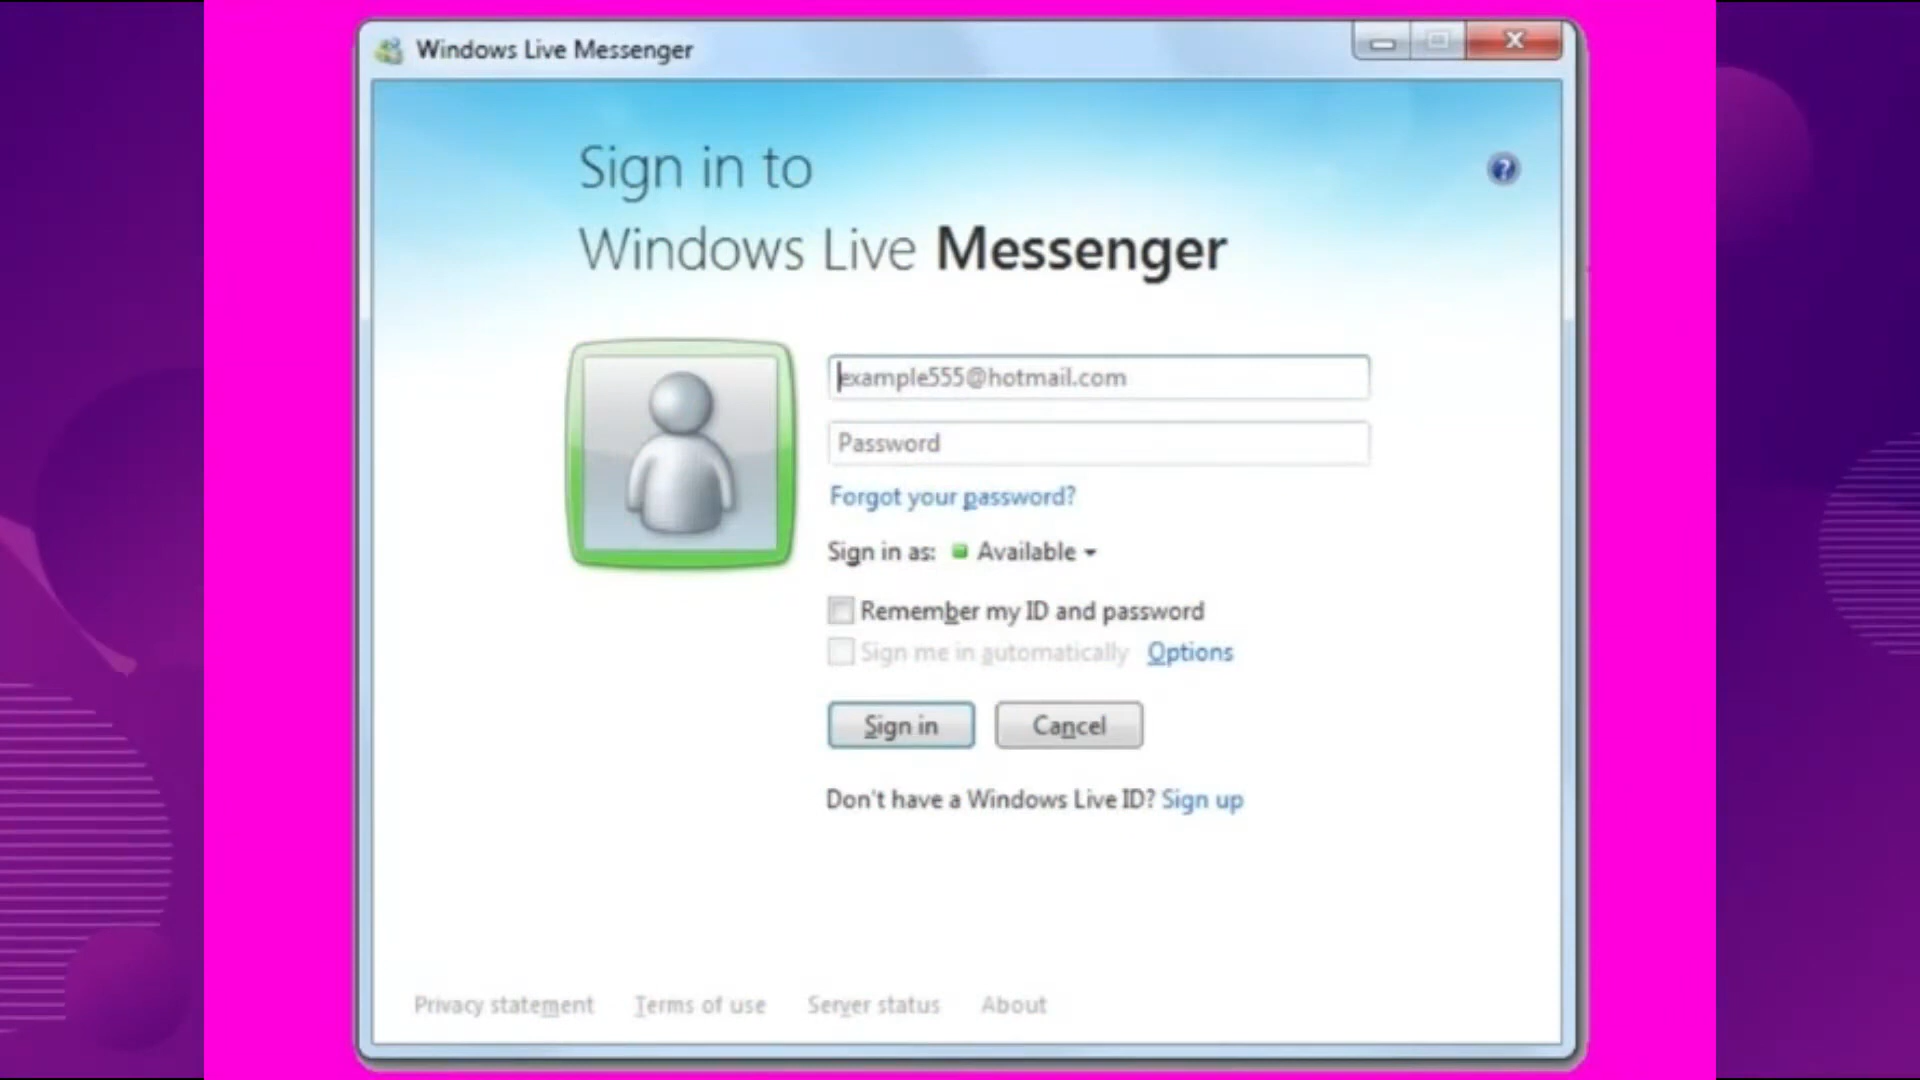 Windows Live Messenger
Sign in to
Windows Live Messenger
example555@hotmail.com
Password
Forgot your password?
Sign in as: Available
Remember my ID and password
Sign me in automatically Options
Sign in Cancel
Don't have a Windows Live ID? Sign up
Privacy statement Terms of use Server status About